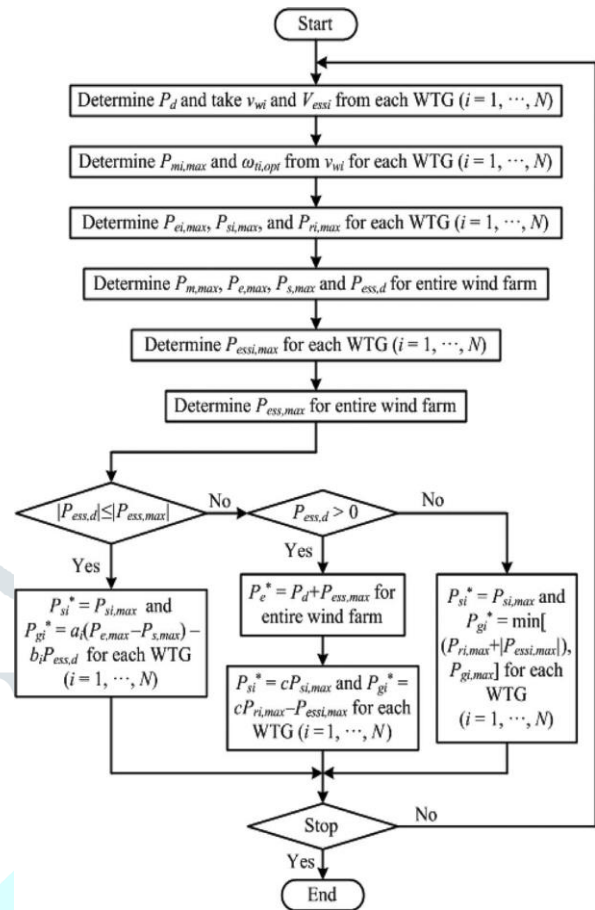 Start
Determine P_d and take v_wi and V_essi from each WTG (i = 1, ···, N)
Determine P_mi,max and ω_ti,opt from v_wi for each WTG (i = 1, ···, N)
Determine P_ei,max, P_si,max, and P_ri,max for each WTG (i = 1, ···, N)
Determine P_m,max, P_e,max, P_s,max and P_ess,d for entire wind farm
Determine P_essi,max for each WTG (i = 1, ···, N)
Determine P_ess,max for entire wind farm
|P_ess,d|≤|P_ess,max|
No
P_ess,d > 0
No
Yes
Yes
P_si* = P_si,max and
P_gi* = a_i(P_e,max–P_s,max) –
b_iP_ess,d for each WTG
(i = 1, ···, N)
P_e* = P_d+P_ess,max for
entire wind farm
P_si* = cP_si,max and P_gi* =
cP_ri,max–P_essi,max for each
WTG (i = 1, ···, N)
P_si* = P_si,max and
P_gi* = min[
(P_ri,max+|P_essi,max|),
P_gi,max] for each
WTG
(i = 1, ···, N)
Stop
No
Yes
End